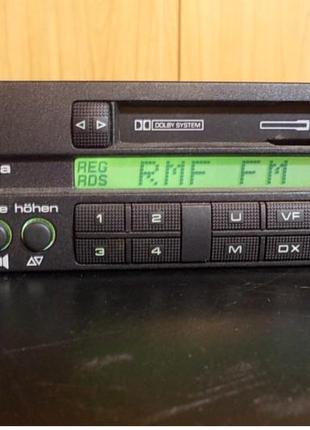 DOLBY SYSTEM
a
REG
RDS
RMF FM
e höhen
1 2 U VF
3 4 M DX